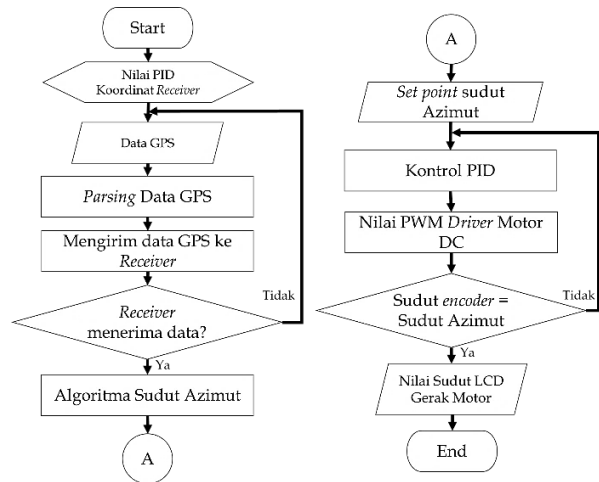 Start
Nilai PID
Koordinat Receiver
Data GPS
Parsing Data GPS
Mengirim data GPS ke
Receiver
Receiver
menerima data?
Tidak
Ya
Algoritma Sudut Azimut
A
A
Set point sudut
Azimut
Kontrol PID
Nilai PWM Driver Motor
DC
Sudut encoder =
Sudut Azimut
Tidak
Ya
Nilai Sudut LCD
Gerak Motor
End